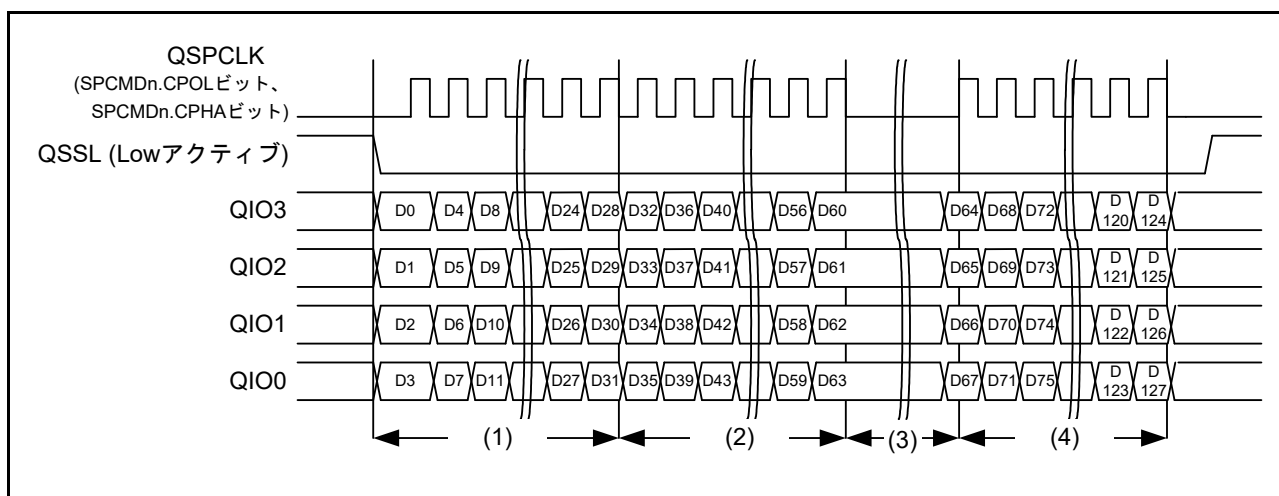 QSPCLK
(SPCMDn.CPOLビット、
SPCMDn.CPHAビット)
QSSL (Lowアクティブ)
QIO3 D0 D4 D8 D24 D28 D32 D36 D40 D56 D60 D64 D68 D72 D 120 D 124
QIO2 D1 D5 D9 D25 D29 D33 D37 D41 D57 D61 D65 D69 D73 D 121 D 125
QIO1 D2 D6 D10 D26 D30 D34 D38 D42 D58 D62 D66 D70 D74 D 122 D 126
QIO0 D3 D7 D11 D27 D31 D35 D39 D43 D59 D63 D67 D71 D75 D 123 D 127
(1) (2) (3) (4)